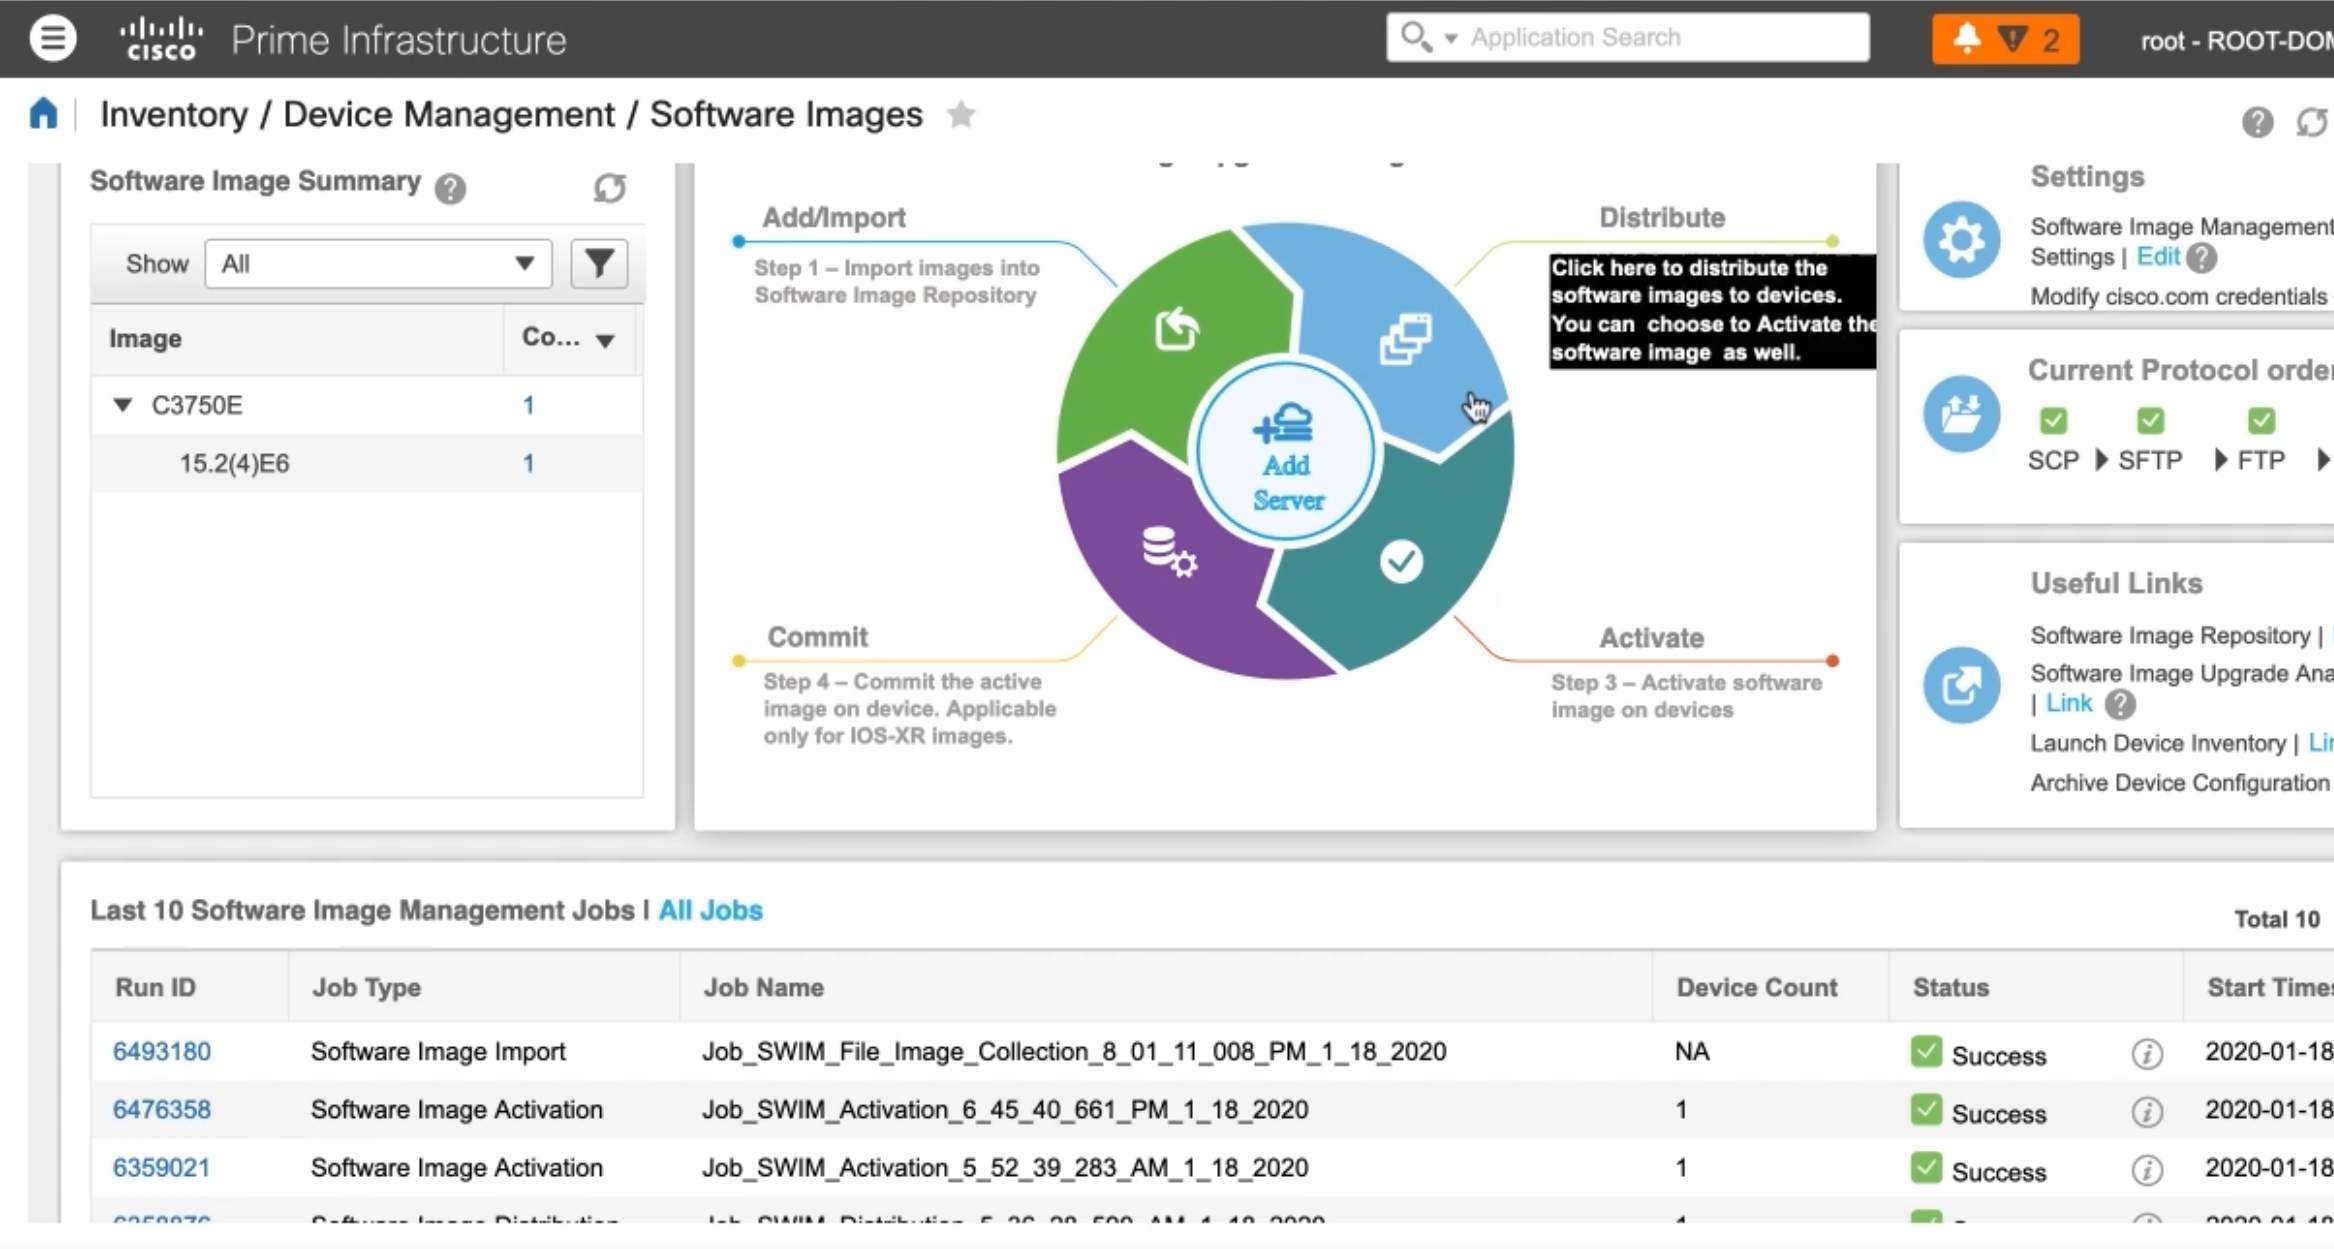 cisco Prime Infrastructure
Application Search
2
root - ROOT-DOM
Inventory / Device Management / Software Images
Software Image Summary
Show All
Image Co...
C3750E 1
15.2(4)E6 1
Add/Import
Step 1 – Import images into
Software Image Repository
Distribute
Click here to distribute the
software images to devices.
You can choose to Activate the
software image as well.
Add
Server
Commit
Step 4 – Commit the active
image on device. Applicable
only for IOS-XR images.
Activate
Step 3 – Activate software
image on devices
Settings
Software Image Management
Settings | Edit
Modify cisco.com credentials
Current Protocol order
SCP SFTP FTP
Useful Links
Software Image Repository |
Software Image Upgrade Ana
| Link
Launch Device Inventory | Lin
Archive Device Configuration
Last 10 Software Image Management Jobs | All Jobs
Total 10
Run ID Job Type Job Name Device Count Status Start Times
6493180 Software Image Import Job_SWIM_File_Image_Collection_8_01_11_008_PM_1_18_2020 NA Success 2020-01-18
6476358 Software Image Activation Job_SWIM_Activation_6_45_40_661_PM_1_18_2020 1 Success 2020-01-18
6359021 Software Image Activation Job_SWIM_Activation_5_52_39_283_AM_1_18_2020 1 Success 2020-01-18
Software Image Distribution